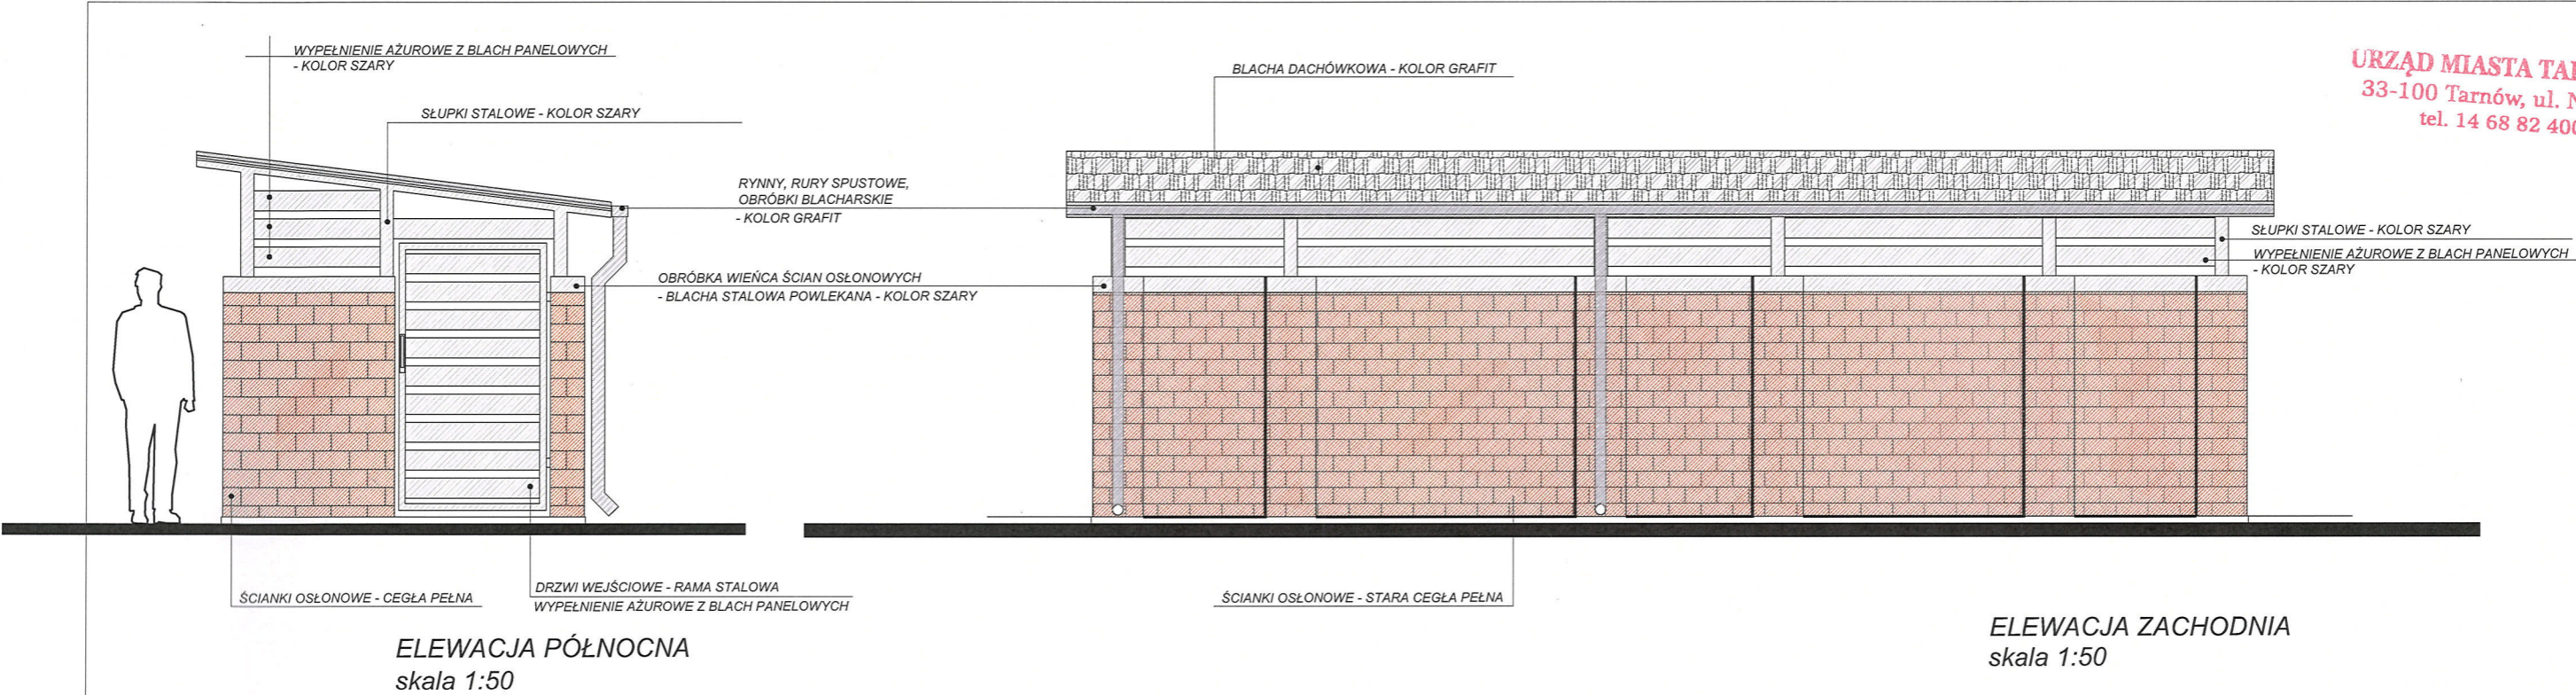 WYPEŁNIENIE AŻUROWE Z BLACH PANELOWYCH
- KOLOR SZARY
SŁUPKI STALOWE - KOLOR SZARY
RYNNY, RURY SPUSTOWE,
OBRÓBKI BLACHARSKIE
- KOLOR GRAFIT
OBRÓBKA WIEŃCA ŚCIAN OSŁONOWYCH
- BLACHA STALOWA POWLEKANA - KOLOR SZARY
ŚCIANKI OSŁONOWE - CEGŁA PEŁNA
DRZWI WEJŚCIOWE - RAMA STALOWA
WYPEŁNIENIE AŻUROWE Z BLACH PANELOWYCH
ELEWACJA PÓŁNOCNA
skala 1:50
BLACHA DACHÓWKOWA - KOLOR GRAFIT
URZĄD MIASTA
33-100 Tarnów, ul.
tel. 14 68 82 400
SŁUPKI STALOWE - KOLOR SZARY
WYPEŁNIENIE AŻUROWE Z BLACH PANELOWYCH
- KOLOR SZARY
ŚCIANKI OSŁONOWE - STARA CEGŁA PEŁNA
ELEWACJA ZACHODNIA
skala 1:50